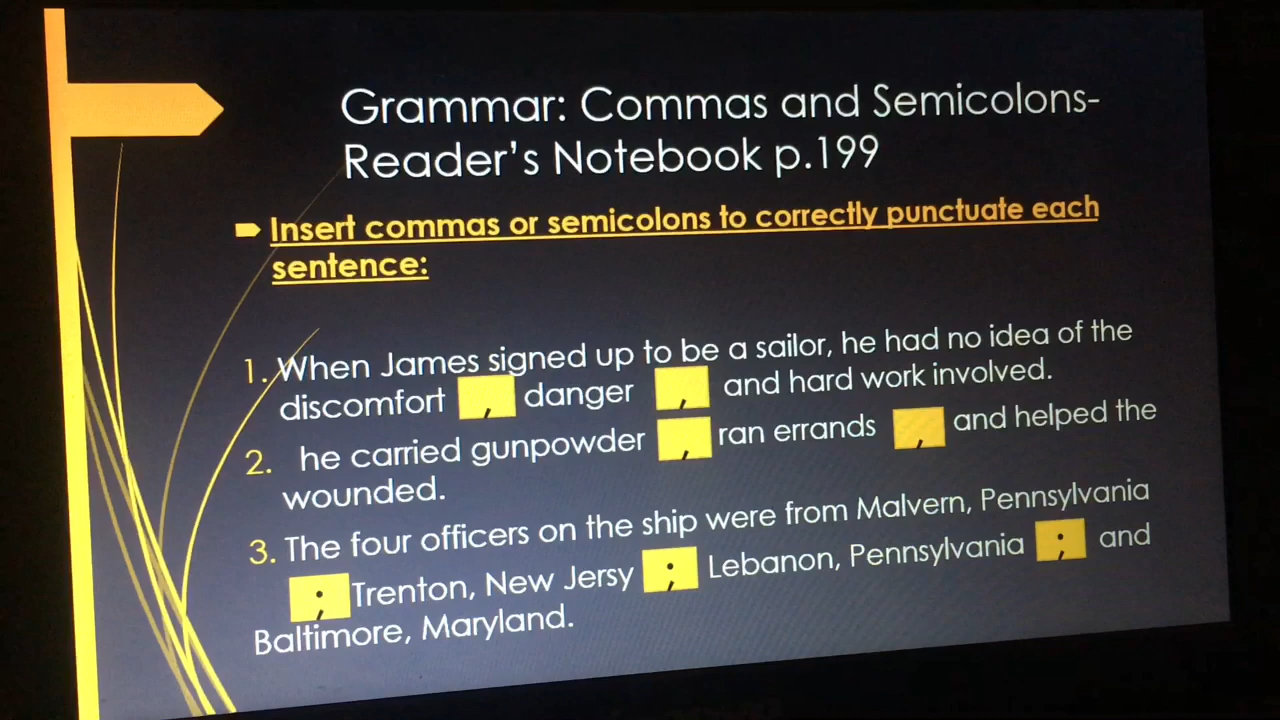 Grammar: Commas and Semicolons-
Reader's Notebook p.199
Insert commas or semicolons to correctly punctuate each
sentence:
1. When James signed up to be a sailor, he had no idea of the
discomfort , danger , and hard work involved.
2. he carried gunpowder , ran errands , and helped the
wounded.
3. The four officers on the ship were from Malvern, Pennsylvania
; Trenton, New Jersy ; Lebanon, Pennsylvania ; and
Baltimore, Maryland.